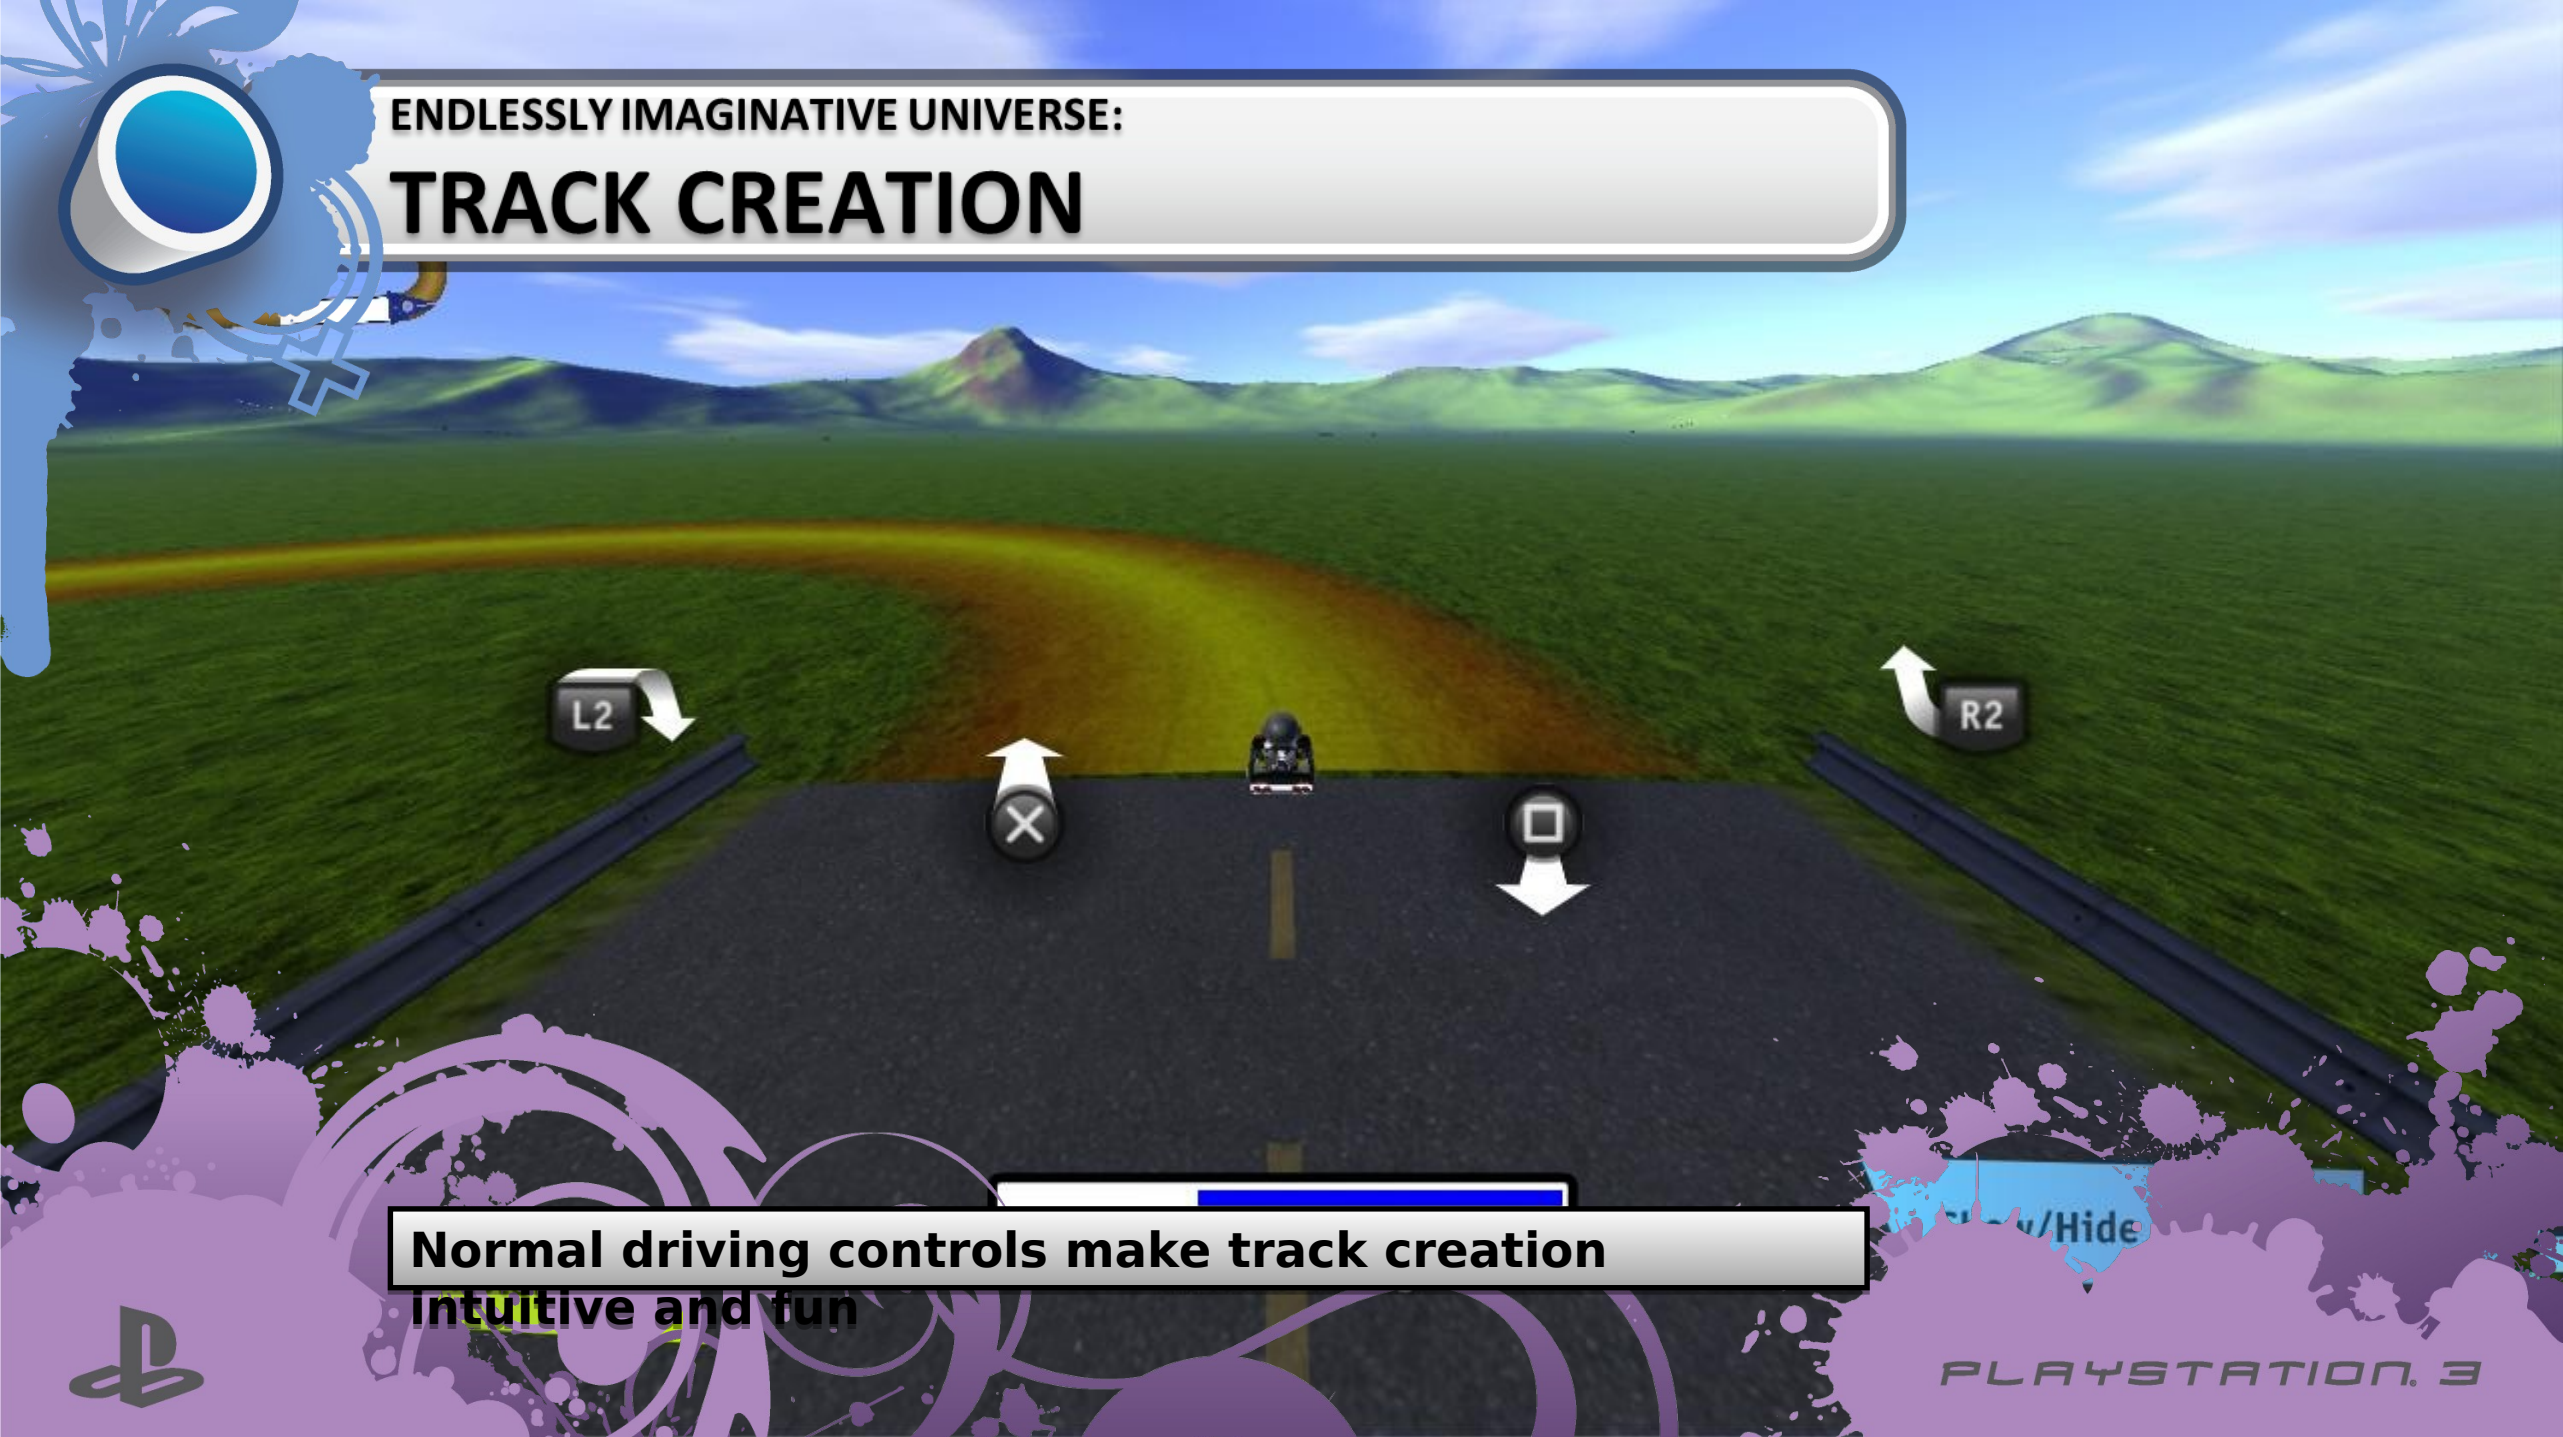 ENDLESSLY IMAGINATIVE UNIVERSE:
TRACK CREATION
L2
R2
Normal driving controls make track creation
intuitive and fun
/Hide
PLAYSTATION 3